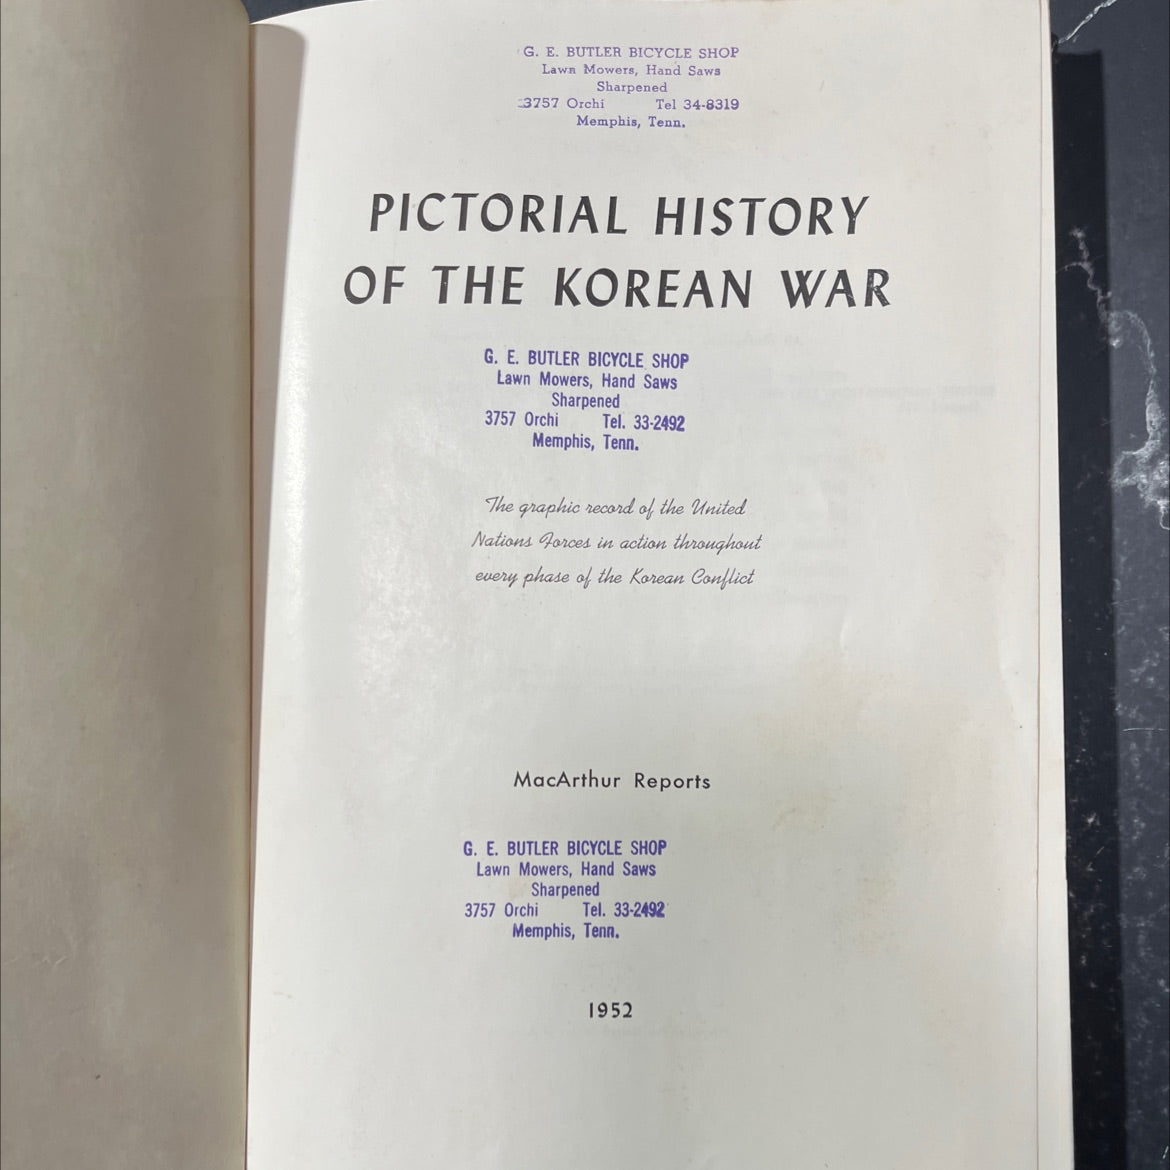 G. E. BUTLER BICYCLE SHOP
Lawn Mowers, Hand Saws
Sharpened
3757 Orchi Tel 34-8319
Memphis, Tenn.
PICTORIAL HISTORY
OF THE KOREAN WAR
G. E. BUTLER BICYCLE SHOP
Lawn Mowers, Hand Saws
Sharpened
3757 Orchi Tel. 33-2492
Memphis, Tenn.
The graphic record of the United
Nations Forces in action throughout
every phase of the Korean Conflict
MacArthur Reports
G. E. BUTLER BICYCLE SHOP
Lawn Mowers, Hand Saws
Sharpened
3757 Orchi Tel. 33-2492
Memphis, Tenn.
1952